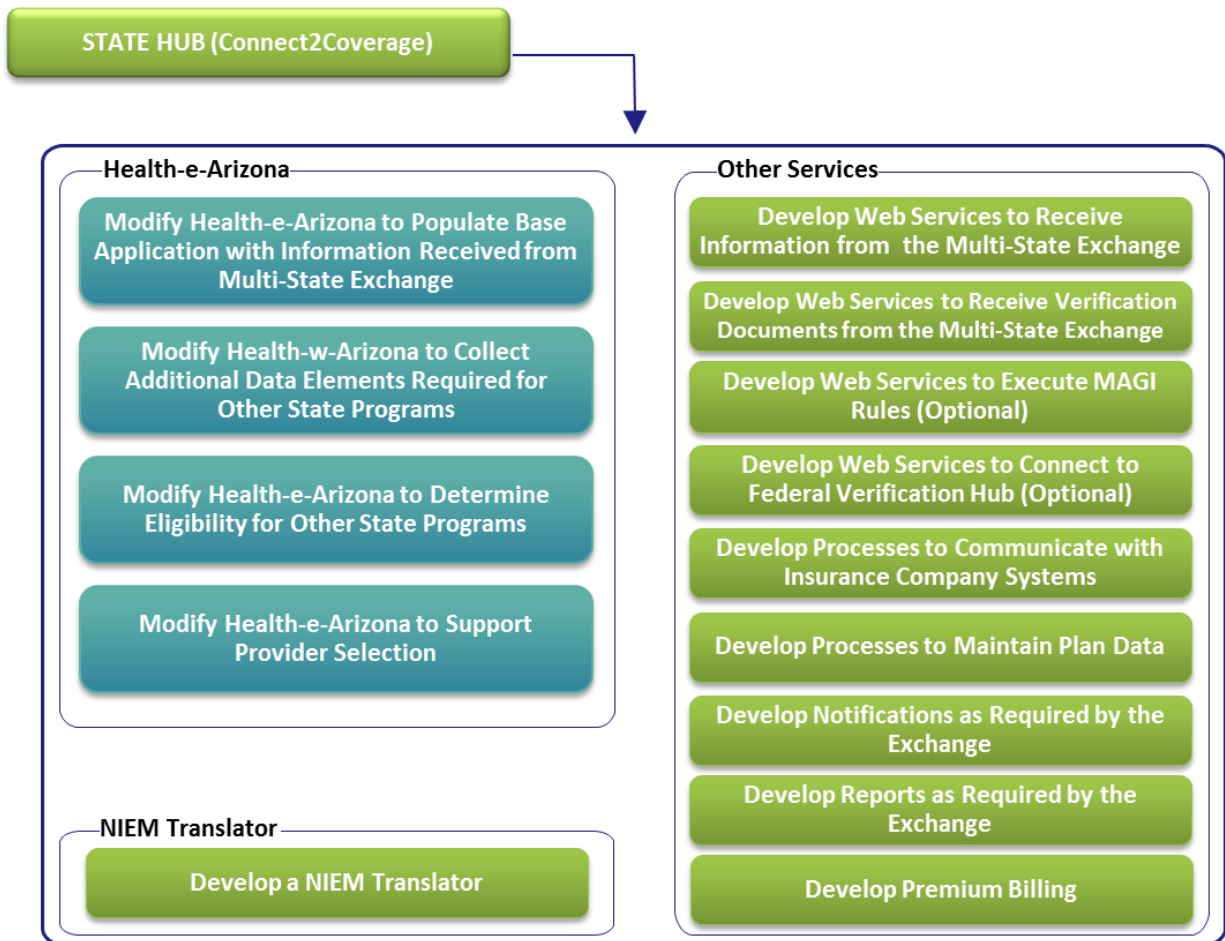 STATE HUB (Connect2Coverage)
Health-e-Arizona
Modify Health-e-Arizona to Populate Base
Application with Information Received from
Multi-State Exchange
Modify Health-w-Arizona to Collect
Additional Data Elements Required for
Other State Programs
Modify Health-e-Arizona to Determine
Eligibility for Other State Programs
Modify Health-e-Arizona to Support
Provider Selection
NIEM Translator
Develop a NIEM Translator
Other Services
Develop Web Services to Receive
Information from the Multi-State Exchange
Develop Web Services to Receive Verification
Documents from the Multi-State Exchange
Develop Web Services to Execute MAGI
Rules (Optional)
Develop Web Services to Connect to
Federal Verification Hub (Optional)
Develop Processes to Communicate with
Insurance Company Systems
Develop Processes to Maintain Plan Data
Develop Notifications as Required by the
Exchange
Develop Reports as Required by the
Exchange
Develop Premium Billing